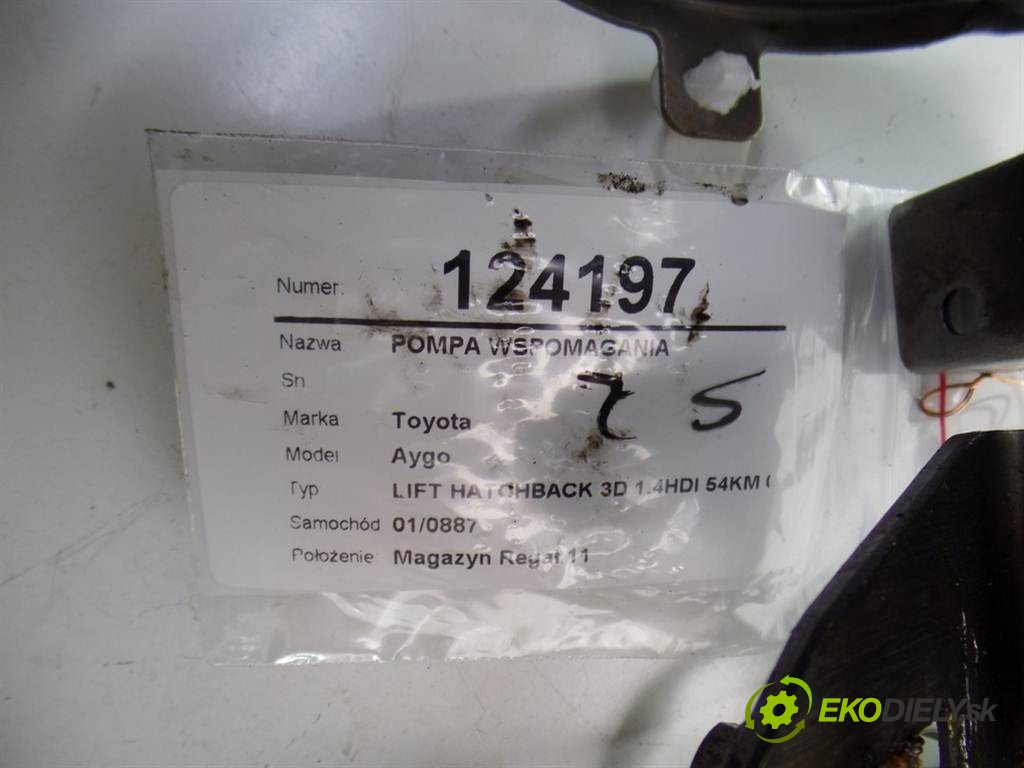 Numer. 124197
Nazwa POMPA WSPOMAGANIA
Sn
Marka Toyota
Model Aygo
Typ LIFT HATCHBACK 3D 1.4HDI 54KM
Samochód 01/0887
Położenie Magazyn Regał 11
EKODIELY.sk